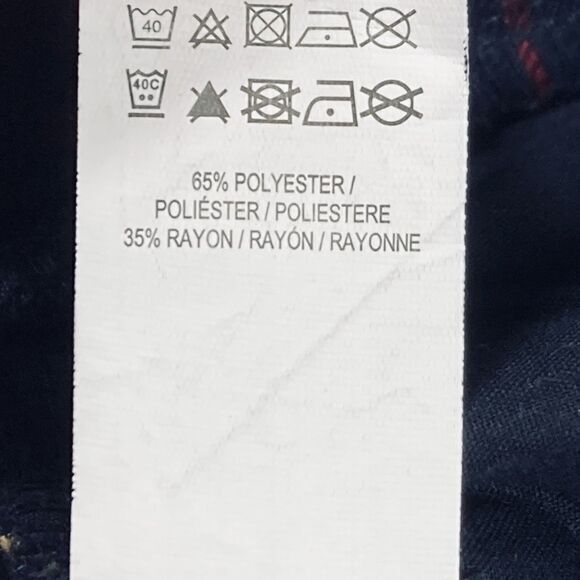 40
40C
65% POLYESTER /
POLIÉSTER / POLIESTERE
35% RAYON / RAYÓN / RAYONNE